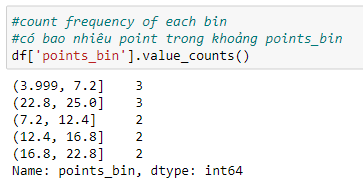 #count frequency of each bin
#có bao nhiêu point trong khoảng points_bin
df['points_bin'].value_counts()
(3.999, 7.2]    3
(22.8, 25.0]    3
(7.2, 12.4]     2
(12.4, 16.8]    2
(16.8, 22.8]    2
Name: points_bin, dtype: int64